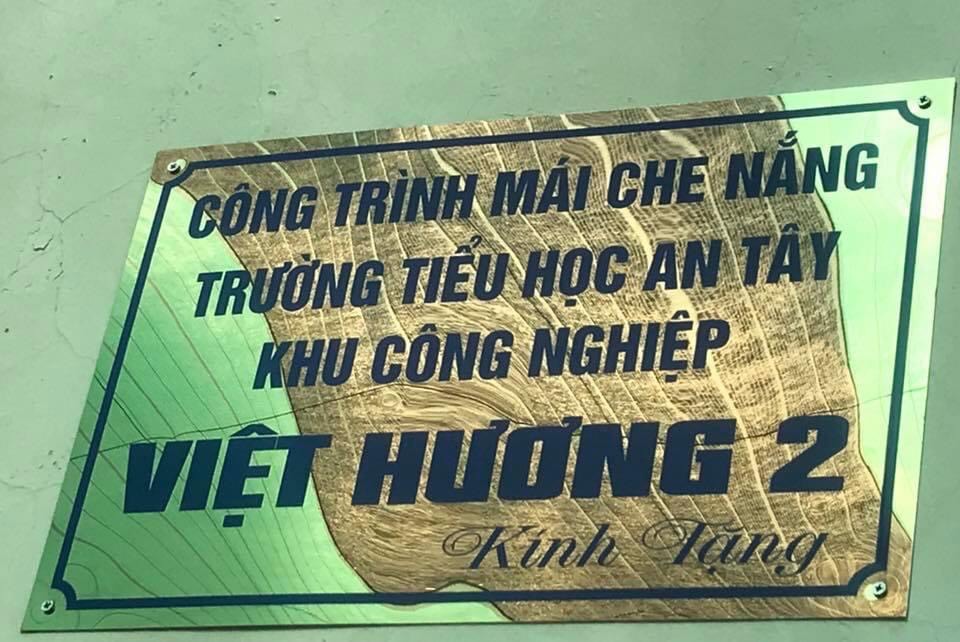 CÔNG TRÌNH MÁI CHE NẮNG
TRƯỜNG TIỂU HỌC AN TÂY
KHU CÔNG NGHIỆP
VIỆT HƯƠNG 2
Kính Tặng